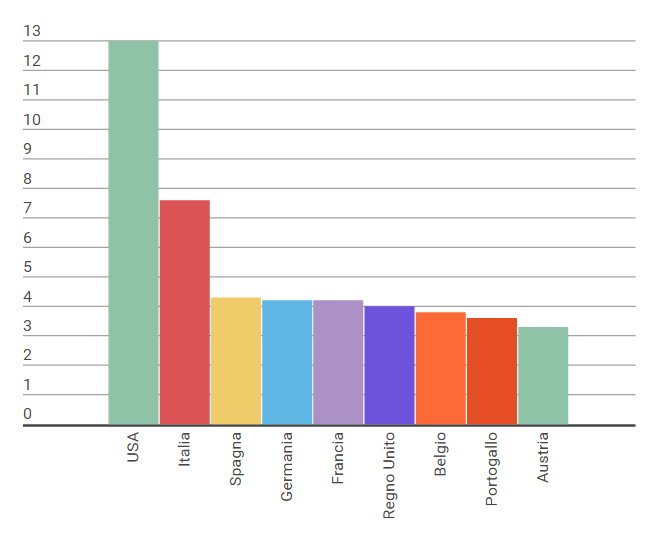 13
12
11
10
9
8
7
6
5
4
3
2
1
0
USA
Italia
Spagna
Germania
Francia
Regno Unito
Belgio
Portogallo
Austria